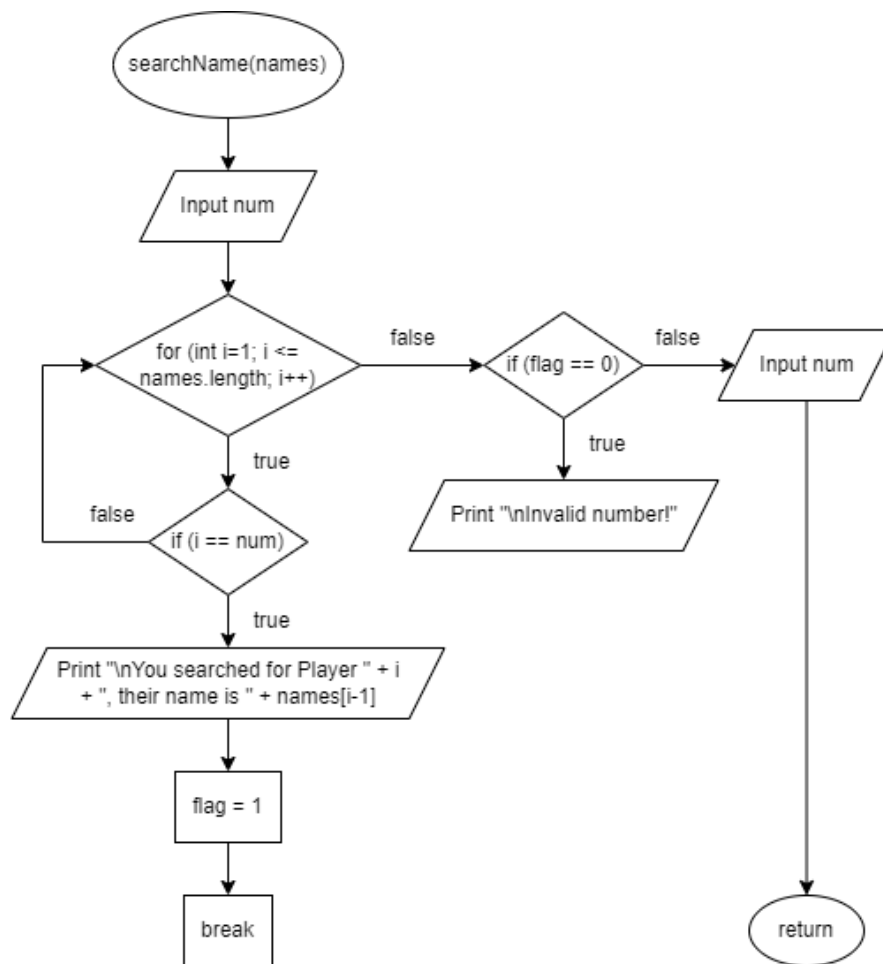 searchName(names)
Input num
for (int i=1; i <=
names.length; i++)
false
if (flag == 0)
false
Input num
true
true
false
Print "\nInvalid number!"
if (i == num)
true
Print "\nYou searched for Player " + i
+ ", their name is " + names[i-1]
flag = 1
break
return